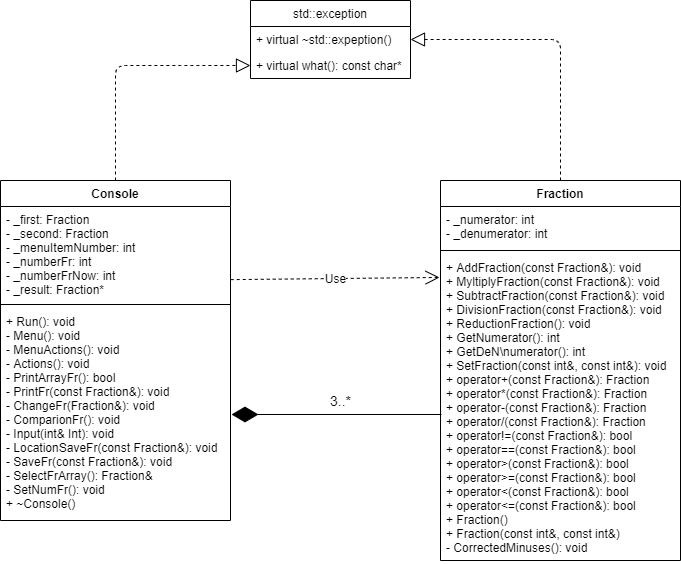 std::exception
+ virtual ~std::expeption()
+ virtual what(): const char*
Console
- _first: Fraction
- _second: Fraction
- _menuItemNumber: int
- _numberFr: int
- _numberFrNow: int
- _result: Fraction*
+ Run(): void
- Menu(): void
- MenuActions(): void
- Actions(): void
- PrintArrayFr(): bool
- PrintFr(const Fraction&): void
- ChangeFr(Fraction&): void
- ComparionFr(): void
- Input(int& Int): void
- LocationSaveFr(const Fraction&): void
- SaveFr(const Fraction&): void
- SelectFrArray(): Fraction&
- SetNumFr(): void
+ ~Console()
Use
3..*
Fraction
- _numerator: int
- _denumerator: int
+ AddFraction(const Fraction&): void
+ MyltiplyFraction(const Fraction&): void
+ SubtractFraction(const Fraction&): void
+ DivisionFraction(const Fraction&): void
+ ReductionFraction(): void
+ GetNumerator(): int
+ GetDeN\numerator(): int
+ SetFraction(const int&, const int&): void
+ operator+(const Fraction&): Fraction
+ operator*(const Fraction&): Fraction
+ operator-(const Fraction&): Fraction
+ operator/(const Fraction&): Fraction
+ operator!=(const Fraction&): bool
+ operator==(const Fraction&): bool
+ operator>(const Fraction&): bool
+ operator>=(const Fraction&): bool
+ operator<(const Fraction&): bool
+ operator<=(const Fraction&): bool
+ Fraction()
+ Fraction(const int&, const int&)
- CorrectedMinuses(): void